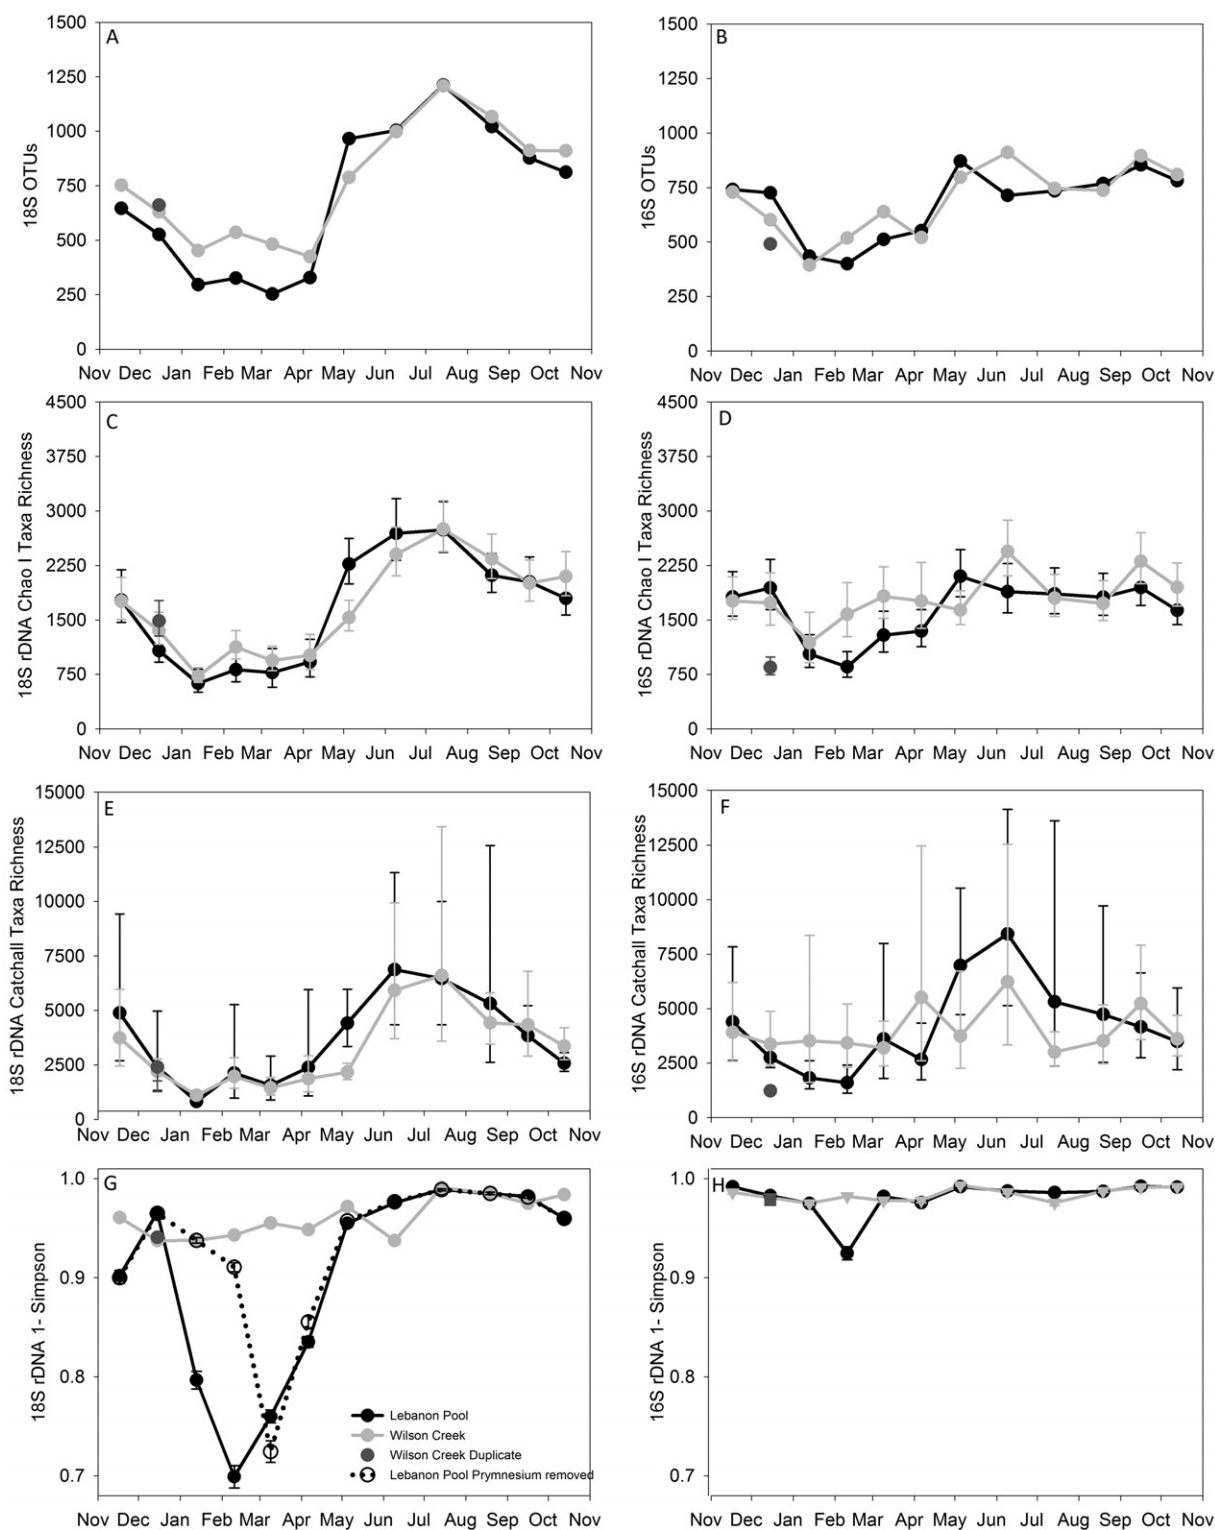 A
18S OTUs
1500
1250
1000
750
500
250
0
Nov Dec Jan Feb Mar Apr May Jun Jul Aug Sep Oct Nov
B
16S OTUs
1500
1250
1000
750
500
250
0
Nov Dec Jan Feb Mar Apr May Jun Jul Aug Sep Oct Nov
C
18S rDNA Chao I Taxa Richness
4500
3750
3000
2250
1500
750
0
Nov Dec Jan Feb Mar Apr May Jun Jul Aug Sep Oct Nov
D
16S rDNA Chao I Taxa Richness
4500
3750
3000
2250
1500
750
0
Nov Dec Jan Feb Mar Apr May Jun Jul Aug Sep Oct Nov
E
18S rDNA Catchall Taxa Richness
15000
12500
10000
7500
5000
2500
0
Nov Dec Jan Feb Mar Apr May Jun Jul Aug Sep Oct Nov
F
16S rDNA Catchall Taxa Richness
15000
12500
10000
7500
5000
2500
0
Nov Dec Jan Feb Mar Apr May Jun Jul Aug Sep Oct Nov
G
18S rDNA 1- Simpson
1.0
0.9
0.8
0.7
Lebanon Pool
Wilson Creek
Wilson Creek Duplicate
Lebanon Pool Prymnesium removed
Nov Dec Jan Feb Mar Apr May Jun Jul Aug Sep Oct Nov
H
16S rDNA 1- Simpson
1.0
0.9
0.8
0.7
Nov Dec Jan Feb Mar Apr May Jun Jul Aug Sep Oct Nov